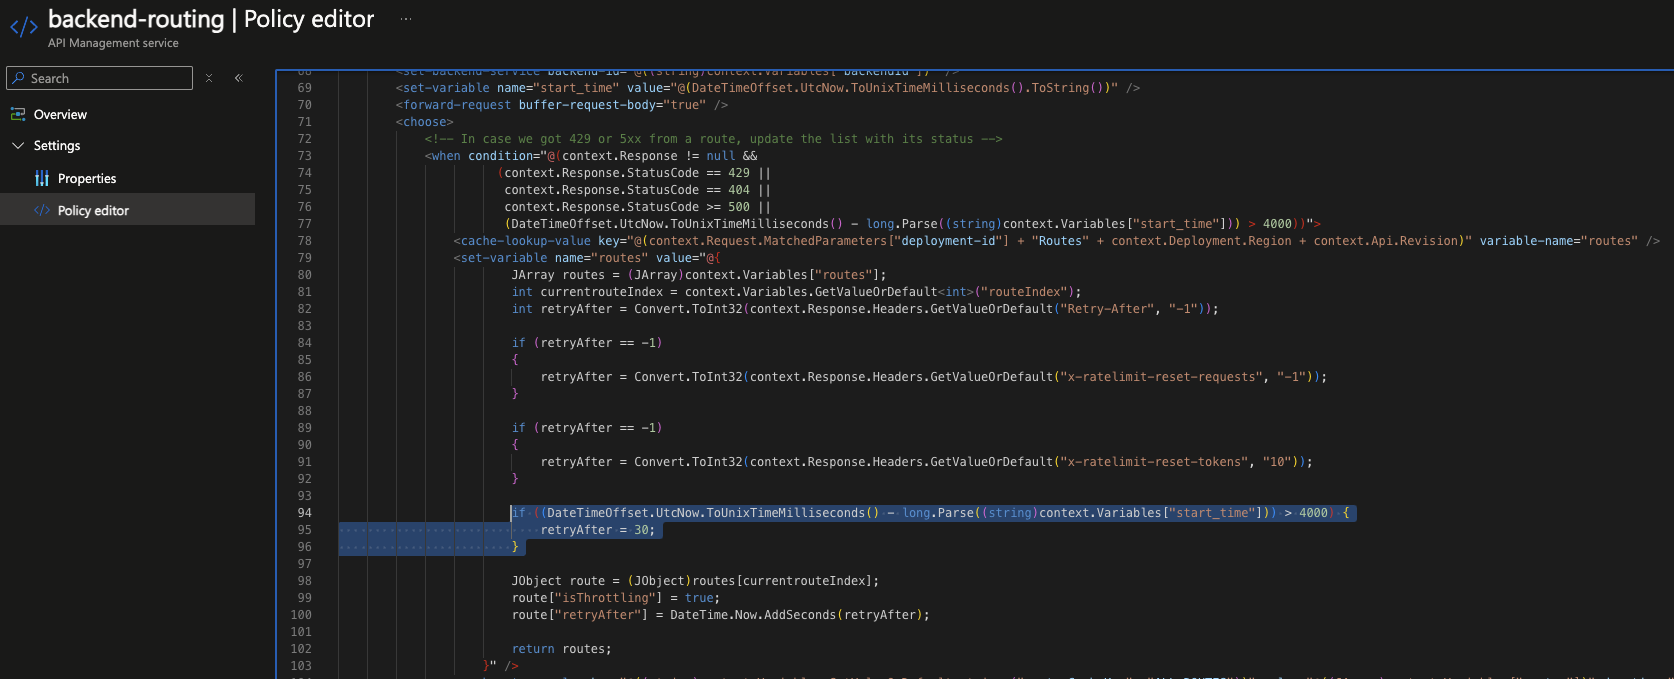 backend-routing | Policy editor ...
API Management service
Search
Overview
Settings
Properties
Policy editor
68 <set-backend-service backend-id="@((string)context.Variables["backendId"])" />
69 <set-variable name="start_time" value="@(DateTimeOffset.UtcNow.ToUnixTimeMilliseconds().ToString())" />
70 <forward-request buffer-request-body="true" />
71 <choose>
72 <!-- In case we got 429 or 5xx from a route, update the list with its status -->
73 <when condition="@(context.Response != null &&
74 (context.Response.StatusCode == 429 ||
75 context.Response.StatusCode == 404 ||
76 context.Response.StatusCode >= 500 ||
77 (DateTimeOffset.UtcNow.ToUnixTimeMilliseconds() - long.Parse((string)context.Variables["start_time"])) > 4000))">
78 <cache-lookup-value key="@(context.Request.MatchedParameters["deployment-id"] + "Routes" + context.Deployment.Region + context.Api.Revision)" variable-name="routes" />
79 <set-variable name="routes" value="@{
80 JArray routes = (JArray)context.Variables["routes"];
81 int currentrouteIndex = context.Variables.GetValueOrDefault<int>("routeIndex");
82 int retryAfter = Convert.ToInt32(context.Response.Headers.GetValueOrDefault("Retry-After", "-1"));
83
84 if (retryAfter == -1)
85 {
86 retryAfter = Convert.ToInt32(context.Response.Headers.GetValueOrDefault("x-ratelimit-reset-requests", "-1"));
87 }
88
89 if (retryAfter == -1)
90 {
91 retryAfter = Convert.ToInt32(context.Response.Headers.GetValueOrDefault("x-ratelimit-reset-tokens", "10"));
92 }
93
94 if ((DateTimeOffset.UtcNow.ToUnixTimeMilliseconds() - long.Parse((string)context.Variables["start_time"])) > 4000) {
95 retryAfter = 30;
96 }
97
98 JObject route = (JObject)routes[currentrouteIndex];
99 route["isThrottling"] = true;
100 route["retryAfter"] = DateTime.Now.AddSeconds(retryAfter);
101
102 return routes;
103 }" />